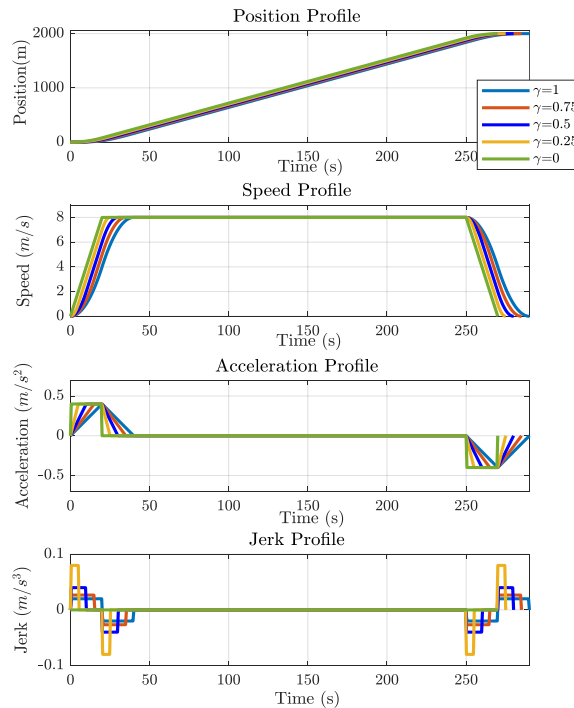 Position Profile
Position(m)
2000
1000
0
0
50
100
150
200
250
Time (s)
γ=1
γ=0.75
γ=0.5
γ=0.25
γ=0
Speed Profile
Speed (m/s)
8
6
4
2
0
0
50
100
150
200
250
Time (s)
Acceleration Profile
Acceleration (m/s²)
0.5
0
-0.5
0
50
100
150
200
250
Time (s)
Jerk Profile
Jerk (m/s³)
0.1
0
-0.1
0
50
100
150
200
250
Time (s)